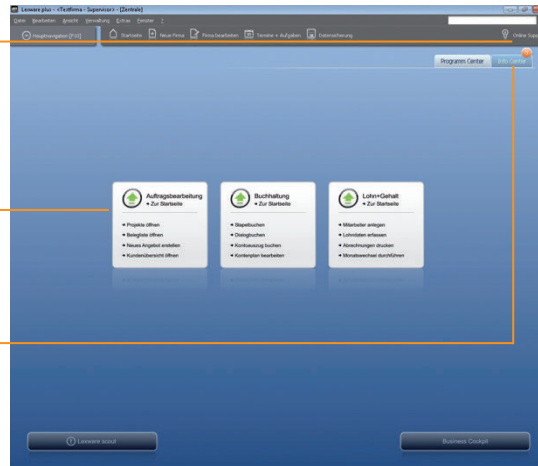 Lexware plus - <Testfirma - Supervisor> - [Zentrale]
Datei Bearbeiten Ansicht Verwaltung Extras Fenster ?
Hauptnavigation [F11] Startseite Neue Firma Firma bearbeiten Termine + Aufgaben Datensicherung Online Supp
Programm Center Info Center
Auftragsbearbeitung
Zur Startseite
Projekte öffnen
Belegliste öffnen
Neues Angebot erstellen
Kundenübersicht öffnen
Buchhaltung
Zur Startseite
Stapelbuchen
Dialogbuchen
Kontoauszug buchen
Kontenplan bearbeiten
Lohn+Gehalt
Zur Startseite
Mitarbeiter anlegen
Lohndaten erfassen
Abrechnungen drucken
Monatswechsel durchführen
Lexware scout
Business Cockpit